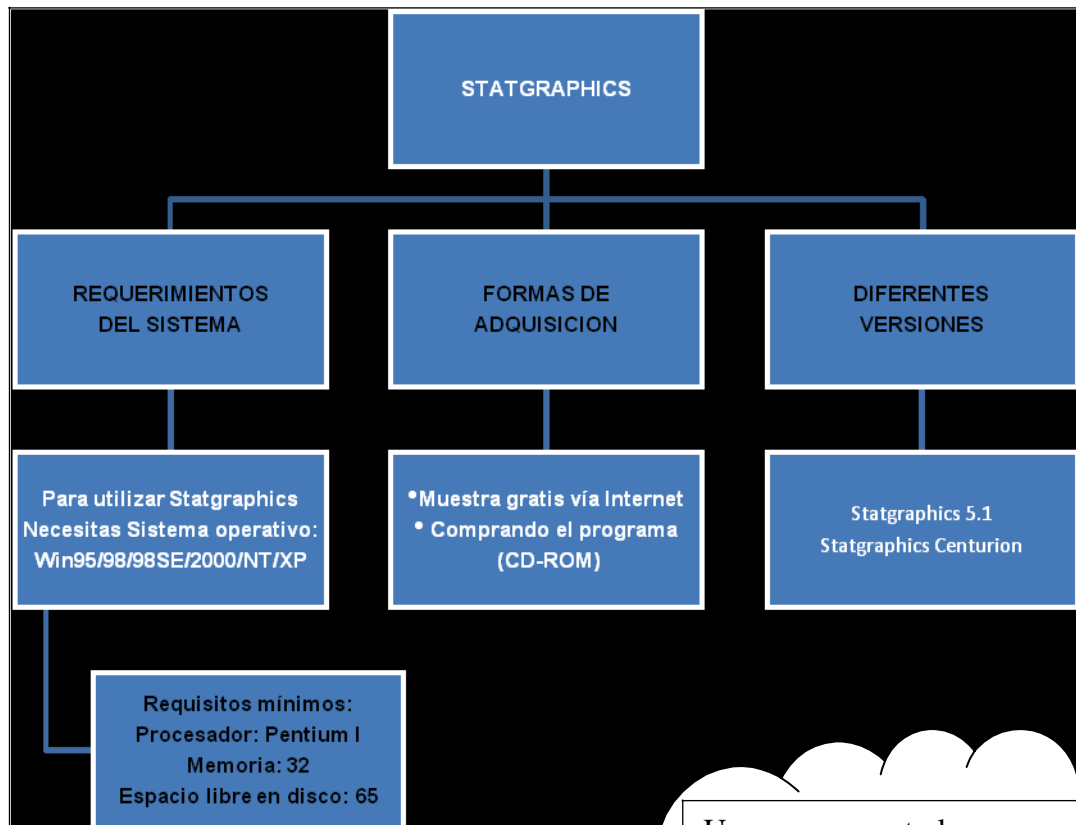 STATGRAPHICS
REQUERIMIENTOS
DEL SISTEMA
FORMAS DE
ADQUISICION
DIFERENTES
VERSIONES
Para utilizar Statgraphics
Necesitas Sistema operativo:
Win95/98/98SE/2000/NT/XP
•Muestra gratis vía Internet
• Comprando el programa
(CD-ROM)
Statgraphics 5.1
Statgraphics Centurion
Requisitos mínimos:
Procesador: Pentium I
Memoria: 32
Espacio libre en disco: 65